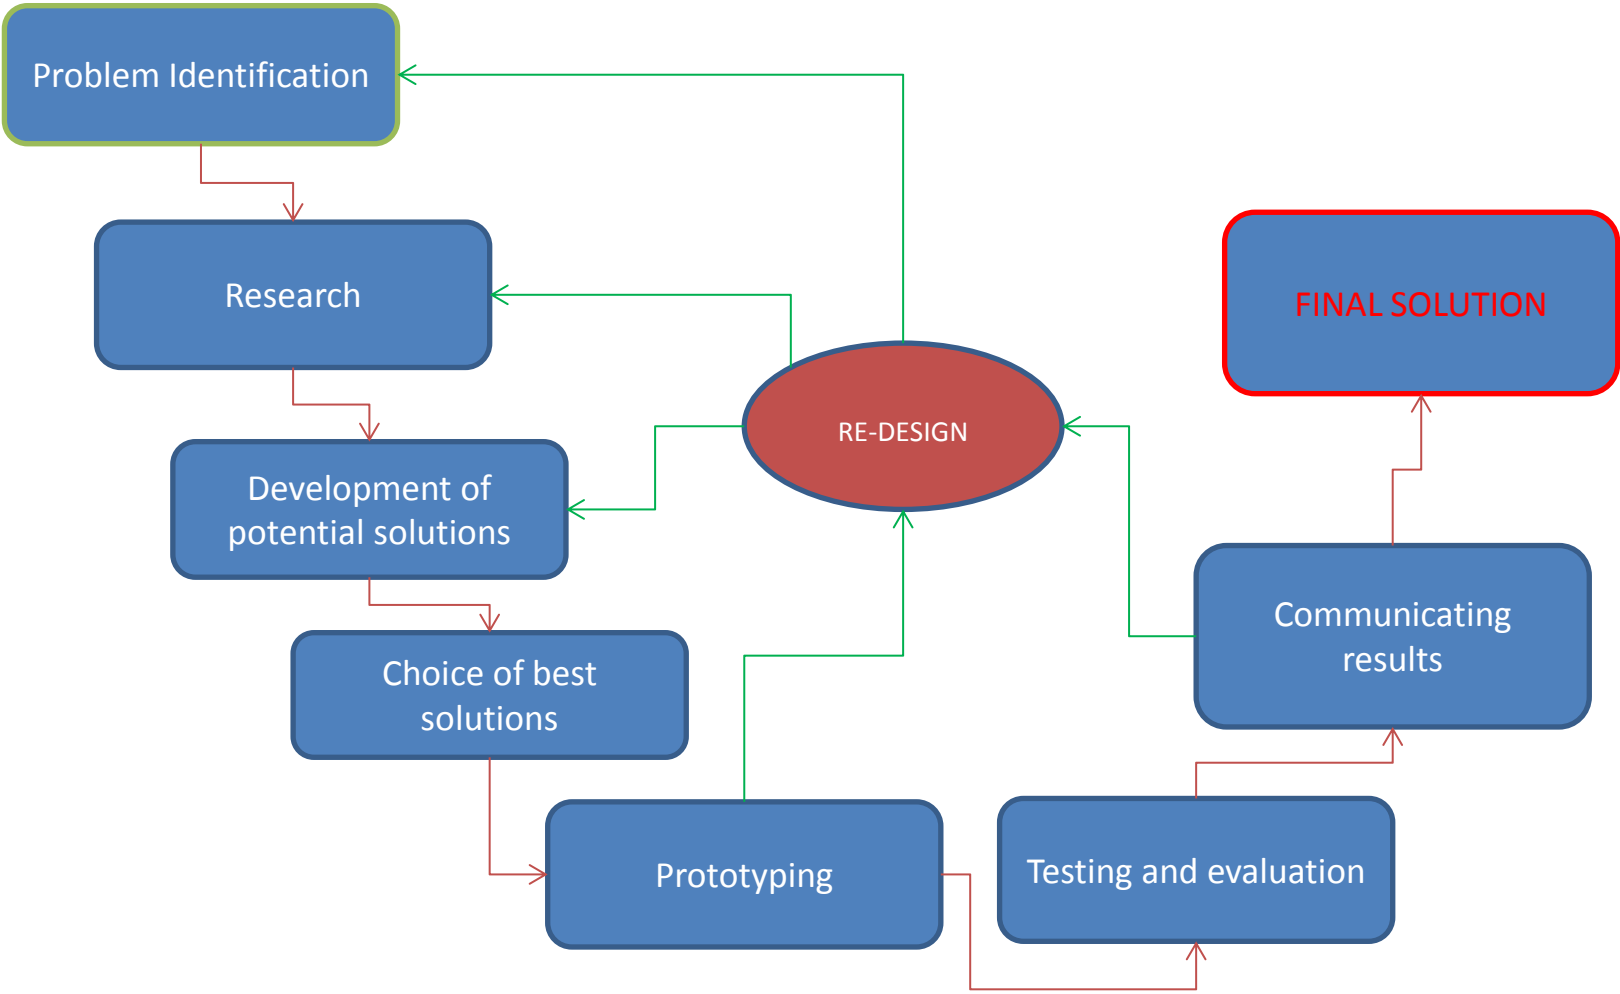 Problem Identification
Research
FINAL SOLUTION
RE-DESIGN
Development of
potential solutions
Communicating
results
Choice of best
solutions
Prototyping
Testing and evaluation